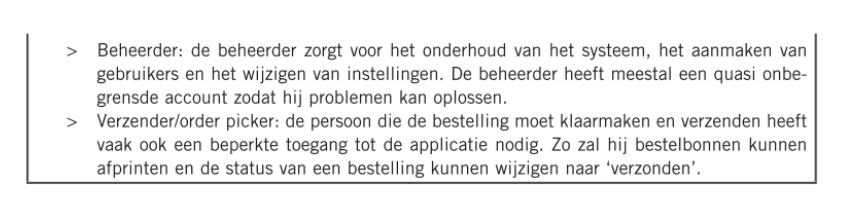 > Beheerder: de beheerder zorgt voor het onderhoud van het systeem, het aanmaken van
gebruikers en het wijzigen van instellingen. De beheerder heeft meestal een quasi onbe-
grensde account zodat hij problemen kan oplossen.
> Verzender/order picker: de persoon die de bestelling moet klaarmaken en verzenden heeft
vaak ook een beperkte toegang tot de applicatie nodig. Zo zal hij bestelbonnen kunnen
afprinten en de status van een bestelling kunnen wijzigen naar ‘verzonden’.